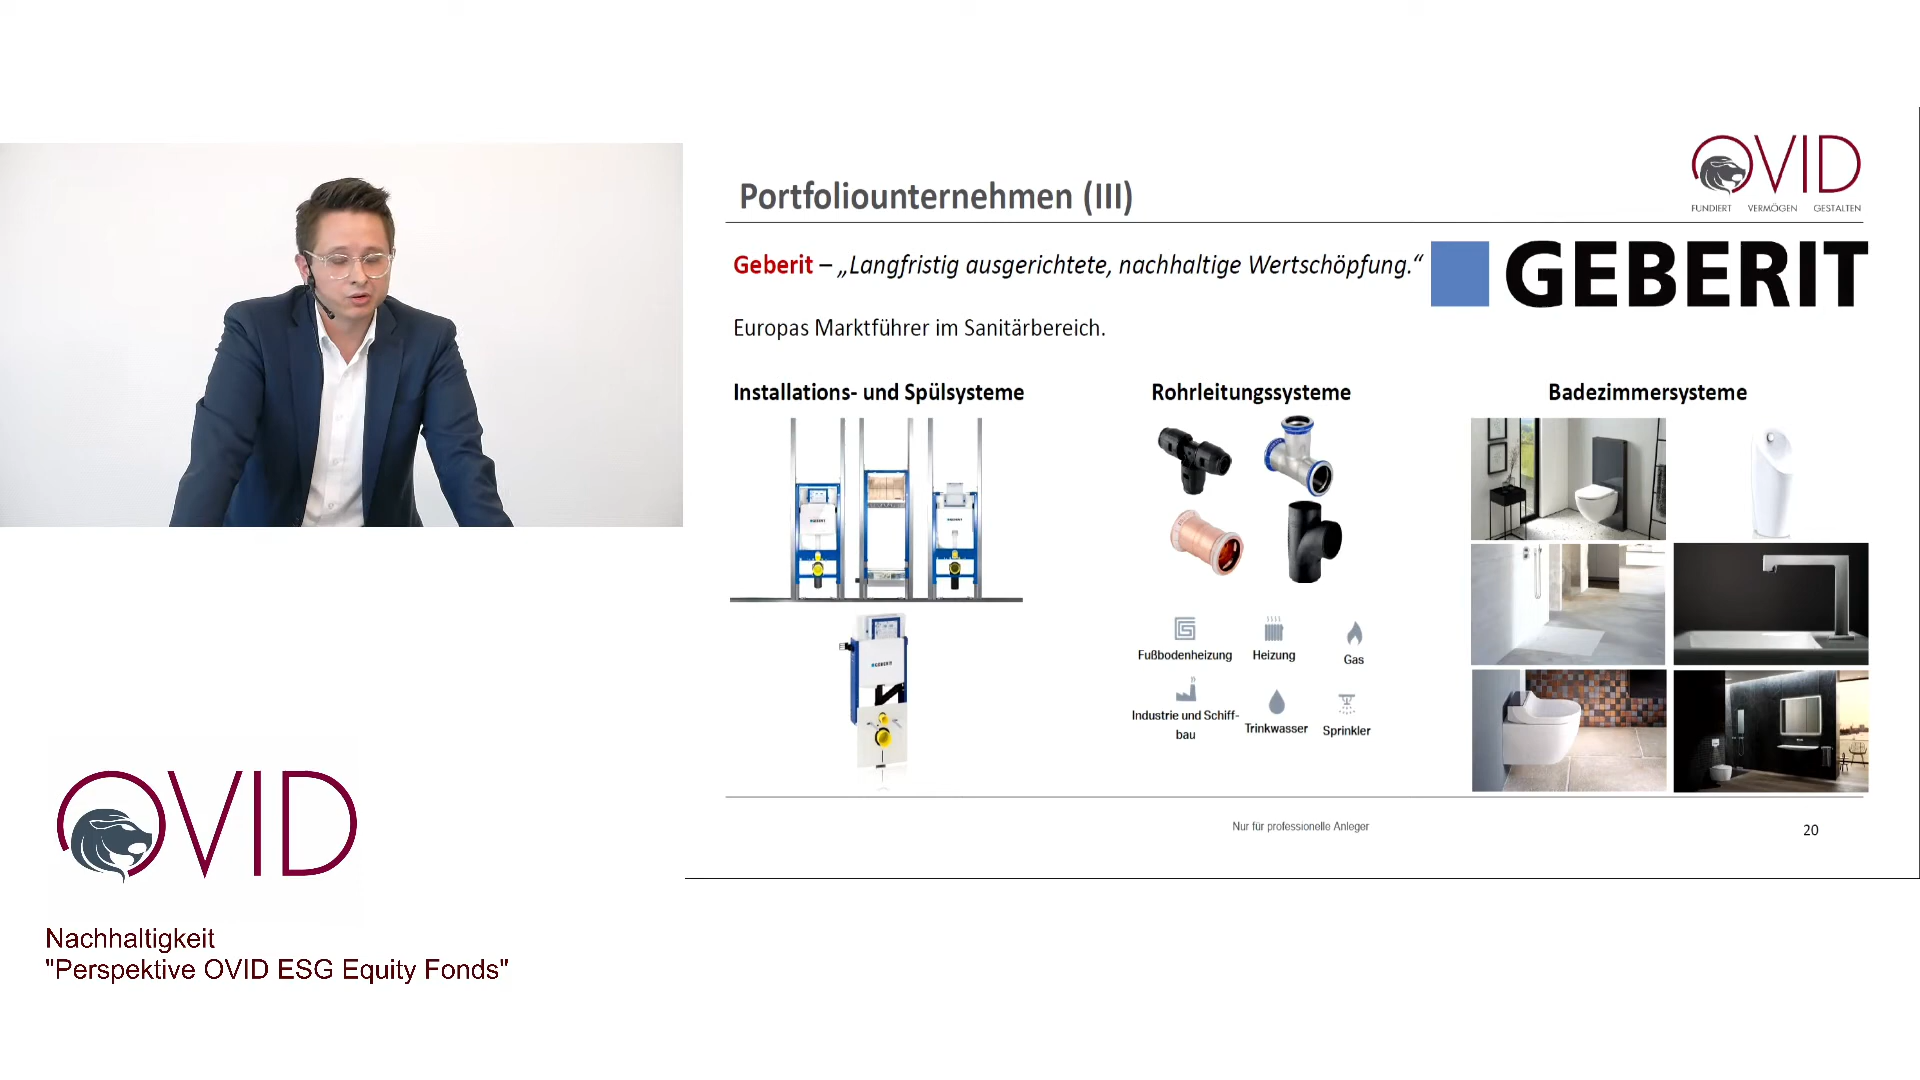 OVID
FUNDIERT VERMÖGEN GESTALTEN
Portfoliounternehmen (III)
Geberit – „Langfristig ausgerichtete, nachhaltige Wertschöpfung.“
GEBERIT
Europas Marktführer im Sanitärbereich.
Installations- und Spülsysteme
Rohrleitungssysteme
Badezimmersysteme
GEBERIT
Fußbodenheizung
Heizung
Gas
Industrie und Schiff-
bau
Trinkwasser
Sprinkler
Nur für professionelle Anleger
20
OVID
Nachhaltigkeit
"Perspektive OVID ESG Equity Fonds"